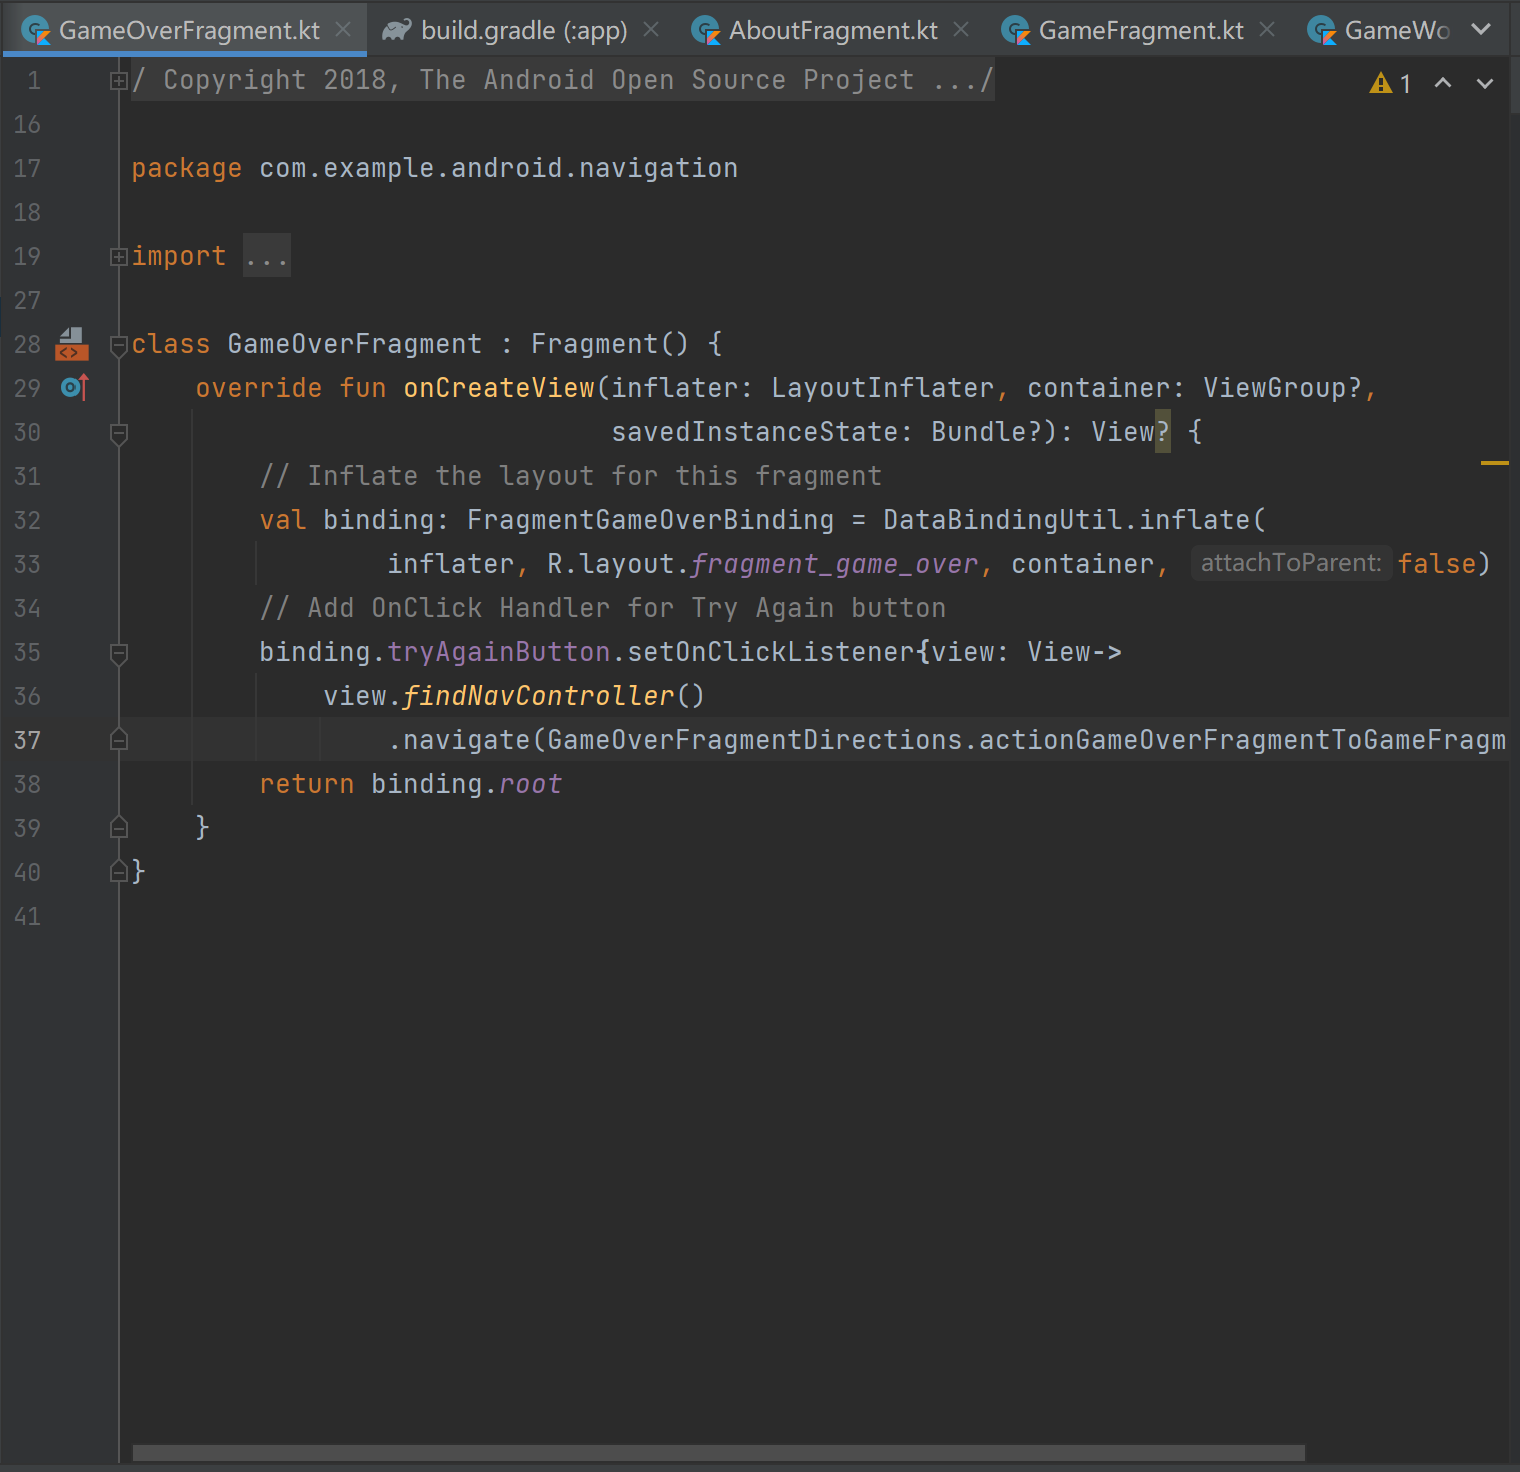 GameOverFragment.kt build.gradle (:app) AboutFragment.kt GameFragment.kt GameWo
1 / Copyright 2018, The Android Open Source Project .../ 1
16
17 package com.example.android.navigation
18
19 import ...
27
28 class GameOverFragment : Fragment() {
29 override fun onCreateView(inflater: LayoutInflater, container: ViewGroup?,
30 savedInstanceState: Bundle?): View? {
31 // Inflate the layout for this fragment
32 val binding: FragmentGameOverBinding = DataBindingUtil.inflate(
33 inflater, R.layout.fragment_game_over, container, attachToParent: false)
34 // Add OnClick Handler for Try Again button
35 binding.tryAgainButton.setOnClickListener{view: View->
36 view.findNavController()
37 .navigate(GameOverFragmentDirections.actionGameOverFragmentToGameFragm
38 return binding.root
39 }
40 }
41